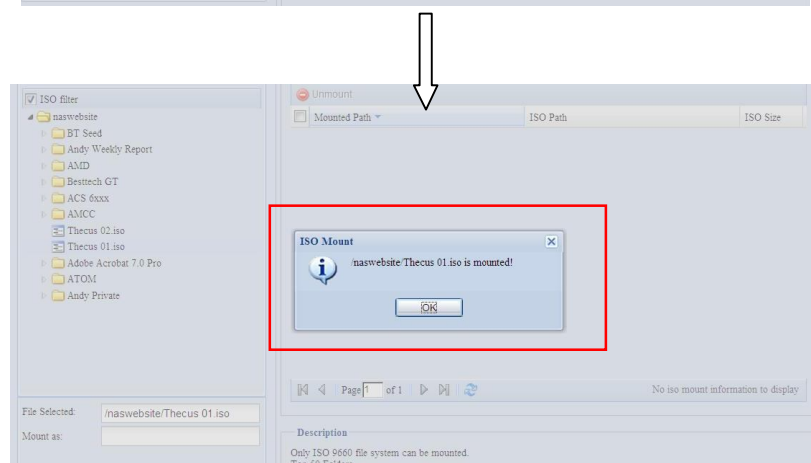 ISO filter
Unmount
naswebsite
Mounted Path ISO Path ISO Size
BT Seed
Andy Weekly Report
AMD
Besttech GT
ACS 6xxx
AMCC
Thecus 02.iso
Thecus 01.iso
Adobe Acrobat 7.0 Pro
ATOM
Andy Private
ISO Mount
/naswebsite/Thecus 01.iso is mounted!
OK
Page 1 of 1 No iso mount information to display
File Selected: /naswebsite/Thecus 01.iso
Mount as:
Description
Only ISO 9660 file system can be mounted.